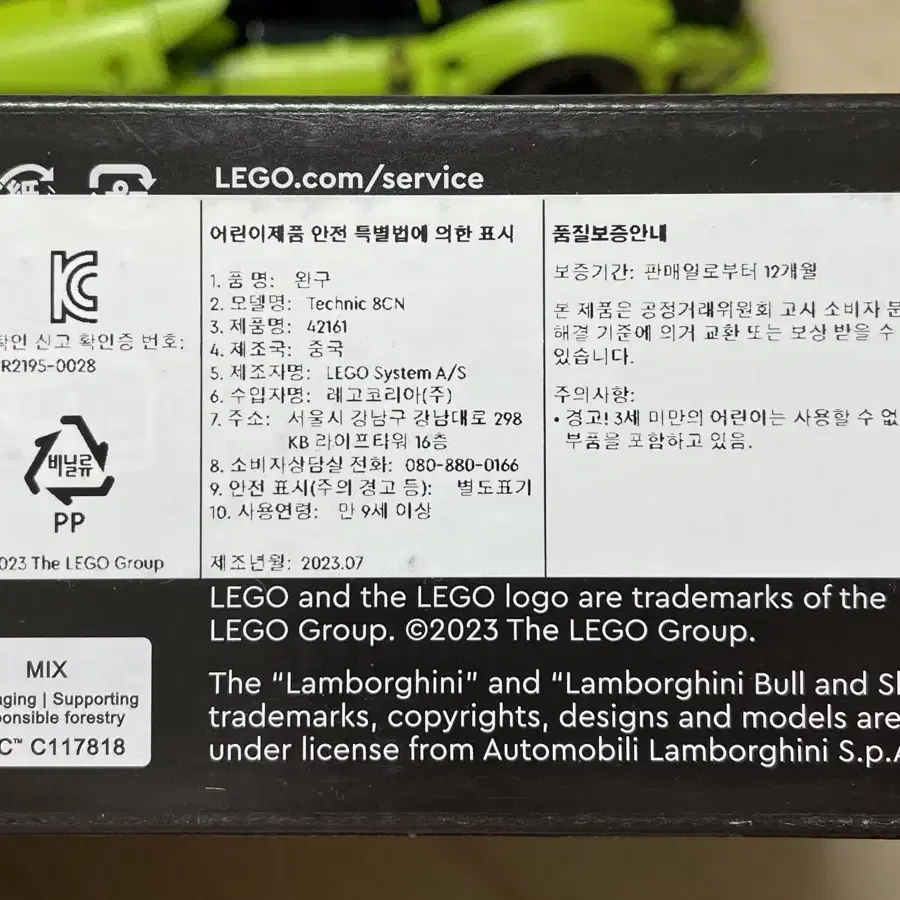 LEGO.com/service
KC
확인 신고 확인증 번호:
R2195-0028
비닐류
PP
023 The LEGO Group
어린이제품 안전 특별법에 의한 표시
1. 품 명: 완구
2. 모델명: Technic 8CN
3. 제품명: 42161
4. 제조국: 중국
5. 제조자명: LEGO System A/S
6. 수입자명: 레고코리아(주)
7. 주소: 서울시 강남구 강남대로 298
KB 라이프타워 16층
8. 소비자상담실 전화: 080-880-0166
9. 안전 표시(주의 경고 등): 별도표기
10. 사용연령: 만 9세 이상
제조년월: 2023.07
품질보증안내
보증기간: 판매일로부터 12개월
본 제품은 공정거래위원회 고시 소비자
해결 기준에 의거 교환 또는 보상 받을 수
있습니다.
주의사항:
• 경고! 3세 미만의 어린이는 사용할 수
부품을 포함하고 있음.
LEGO and the LEGO logo are trademarks of the
LEGO Group. ©2023 The LEGO Group.
The “Lamborghini” and “Lamborghini Bull and
trademarks, copyrights, designs and models are
under license from Automobili Lamborghini S.p.A
MIX
aging | Supporting
onsible forestry
C™ C117818